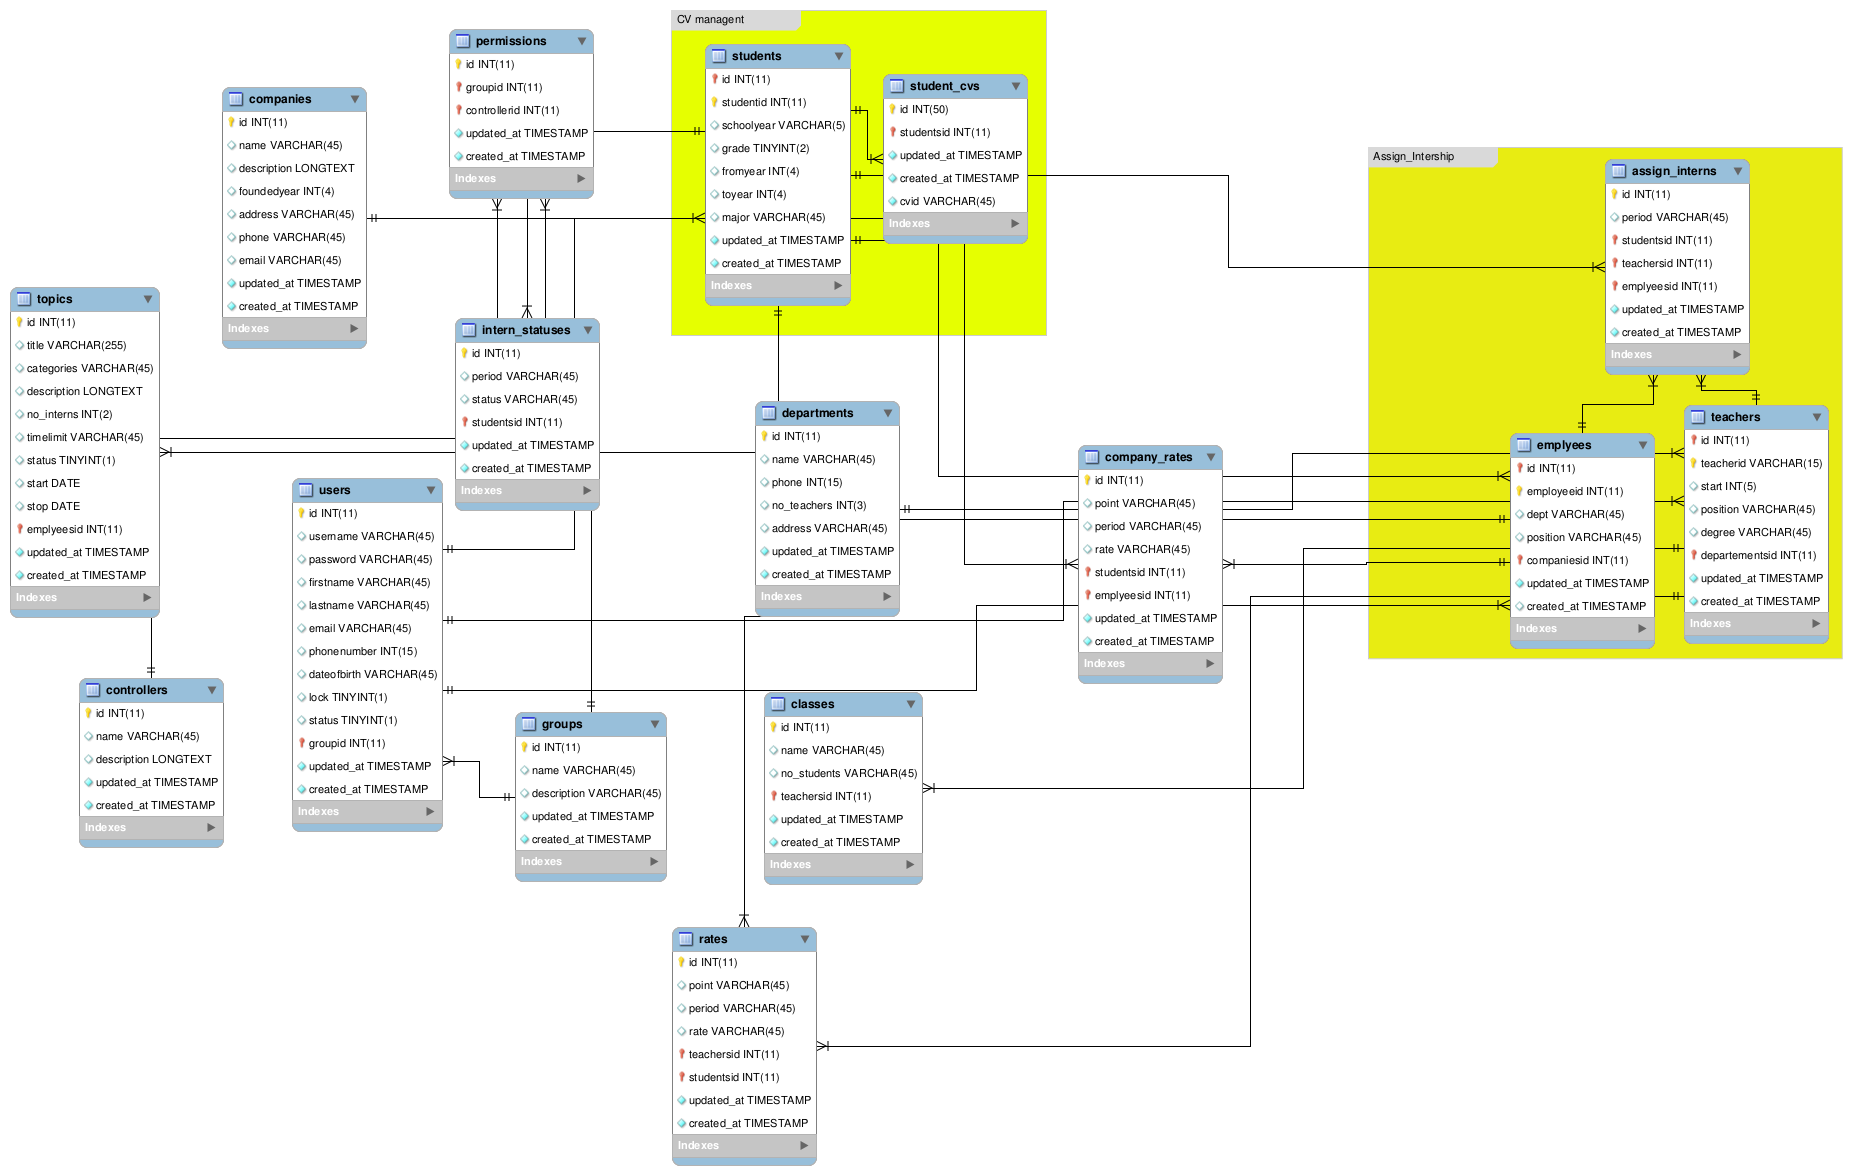 CV managent
permissions
id INT(11)
groupid INT(11)
controllerid INT(11)
updated_at TIMESTAMP
created_at TIMESTAMP
Indexes
students
id INT(11)
studentid INT(11)
schoolyear VARCHAR(5)
grade TINYINT(2)
fromyear INT(4)
toyear INT(4)
major VARCHAR(45)
updated_at TIMESTAMP
created_at TIMESTAMP
Indexes
student_cvs
id INT(50)
studentsid INT(11)
updated_at TIMESTAMP
created_at TIMESTAMP
cvid VARCHAR(45)
Indexes
companies
id INT(11)
name VARCHAR(45)
description LONGTEXT
foundedyear INT(4)
address VARCHAR(45)
phone VARCHAR(45)
email VARCHAR(45)
updated_at TIMESTAMP
created_at TIMESTAMP
Indexes
Assign_Intership
assign_interns
id INT(11)
period VARCHAR(45)
studentsid INT(11)
teachersid INT(11)
emplyeesid INT(11)
updated_at TIMESTAMP
created_at TIMESTAMP
Indexes
topics
id INT(11)
title VARCHAR(255)
categories VARCHAR(45)
description LONGTEXT
no_interns INT(2)
timelimit VARCHAR(45)
status TINYINT(1)
start DATE
stop DATE
emplyeesid INT(11)
updated_at TIMESTAMP
created_at TIMESTAMP
Indexes
intern_statuses
id INT(11)
period VARCHAR(45)
status VARCHAR(45)
studentsid INT(11)
updated_at TIMESTAMP
created_at TIMESTAMP
Indexes
departments
id INT(11)
name VARCHAR(45)
phone INT(15)
no_teachers INT(3)
address VARCHAR(45)
updated_at TIMESTAMP
created_at TIMESTAMP
Indexes
company_rates
id INT(11)
point VARCHAR(45)
period VARCHAR(45)
rate VARCHAR(45)
studentsid INT(11)
emplyeesid INT(11)
updated_at TIMESTAMP
created_at TIMESTAMP
Indexes
emplyees
id INT(11)
employeeid INT(11)
dept VARCHAR(45)
position VARCHAR(45)
companiesid INT(11)
updated_at TIMESTAMP
created_at TIMESTAMP
Indexes
teachers
id INT(11)
teacherid VARCHAR(15)
start INT(5)
position VARCHAR(45)
degree VARCHAR(45)
departementsid INT(11)
updated_at TIMESTAMP
created_at TIMESTAMP
Indexes
users
id INT(11)
username VARCHAR(45)
password VARCHAR(45)
firstname VARCHAR(45)
lastname VARCHAR(45)
email VARCHAR(45)
phonenumber INT(15)
dateofbirth VARCHAR(45)
lock TINYINT(1)
status TINYINT(1)
groupid INT(11)
updated_at TIMESTAMP
created_at TIMESTAMP
Indexes
controllers
id INT(11)
name VARCHAR(45)
description LONGTEXT
updated_at TIMESTAMP
created_at TIMESTAMP
Indexes
groups
id INT(11)
name VARCHAR(45)
description VARCHAR(45)
updated_at TIMESTAMP
created_at TIMESTAMP
Indexes
classes
id INT(11)
name VARCHAR(45)
no_students VARCHAR(45)
teachersid INT(11)
updated_at TIMESTAMP
created_at TIMESTAMP
Indexes
rates
id INT(11)
point VARCHAR(45)
period VARCHAR(45)
rate VARCHAR(45)
teachersid INT(11)
studentsid INT(11)
updated_at TIMESTAMP
created_at TIMESTAMP
Indexes